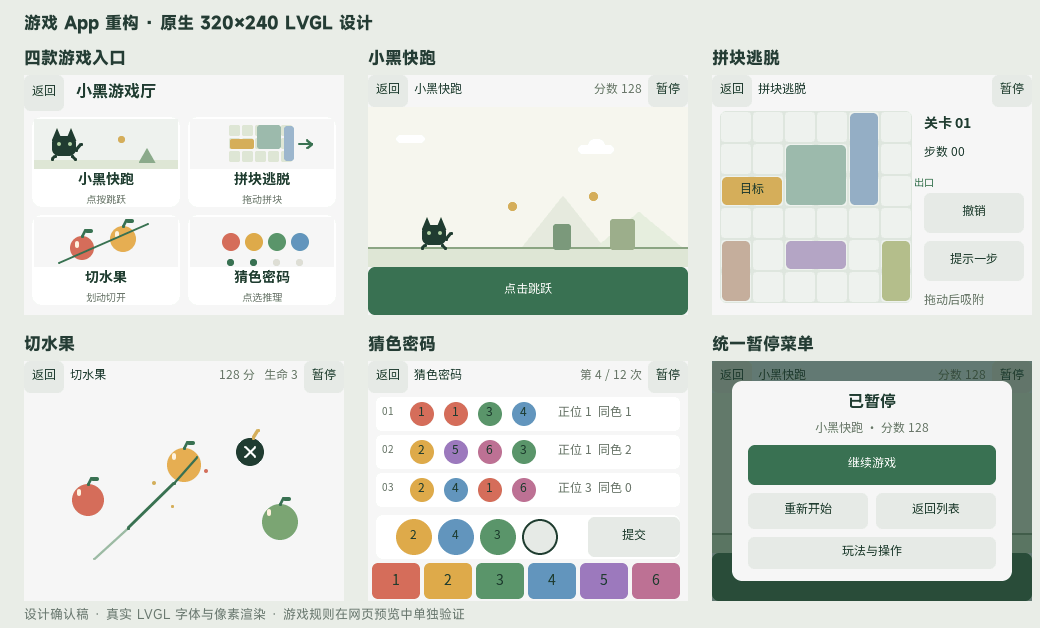 游戏 App 重构 · 原生 320×240 LVGL 设计
四款游戏入口
返回 小黑游戏厅
小黑快跑
点按跳跃
拼块逃脱
拖动拼块
切水果
划动切开
猜色密码
点选推理
小黑快跑
返回 小黑快跑 分数 128 暂停
点击跳跃
拼块逃脱
返回 拼块逃脱 暂停
关卡 01
步数 00
目标
出口
撤销
提示一步
拖动后吸附
切水果
返回 切水果 128 分 生命 3 暂停
猜色密码
返回 猜色密码 第 4 / 12 次 暂停
01 1 1 3 4 正位 1 同色 1
02 2 5 6 3 正位 1 同色 2
03 2 4 1 6 正位 3 同色 0
2 4 3 提交
1 2 3 4 5 6
统一暂停菜单
返回 小黑快跑 分数 128 暂停
已暂停
小黑快跑 · 分数 128
继续游戏
重新开始 返回列表
玩法与操作
设计确认稿 · 真实 LVGL 字体与像素渲染 · 游戏规则在网页预览中单独验证